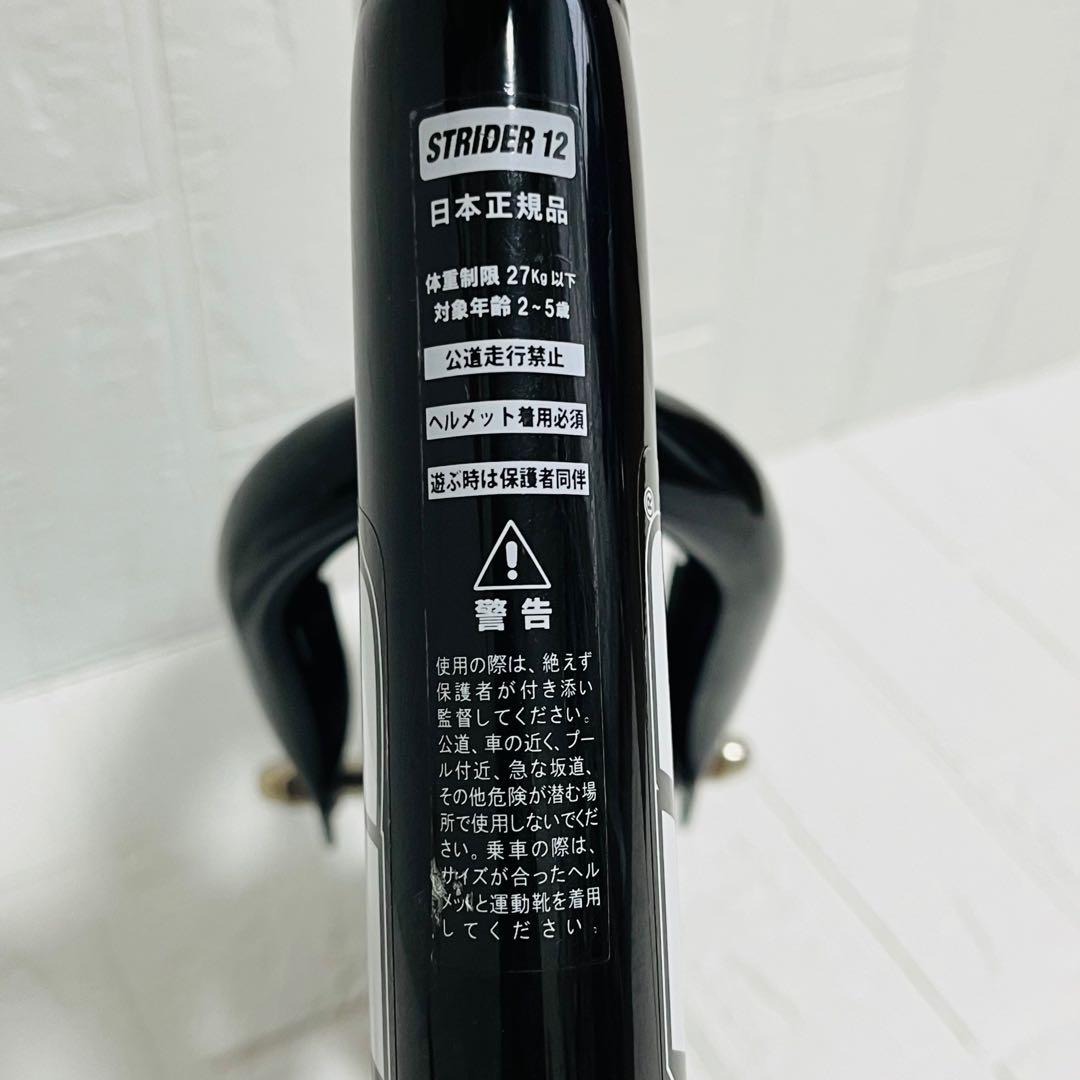 STRIDER 12
日本正規品
体重制限 27Kg 以下
対象年齢 2~5歳
公道走行禁止
ヘルメット着用必須
遊ぶ時は保護者同伴
警告
使用の際は、絶えず
保護者が付き添い
監督してください。
公道、車の近く、プー
ル付近、急な坂道、
その他危険が潜む場
所で使用しないでくだ
さい。乗車の際は、
サイズが合ったヘル
メットと運動靴を着用
してください。